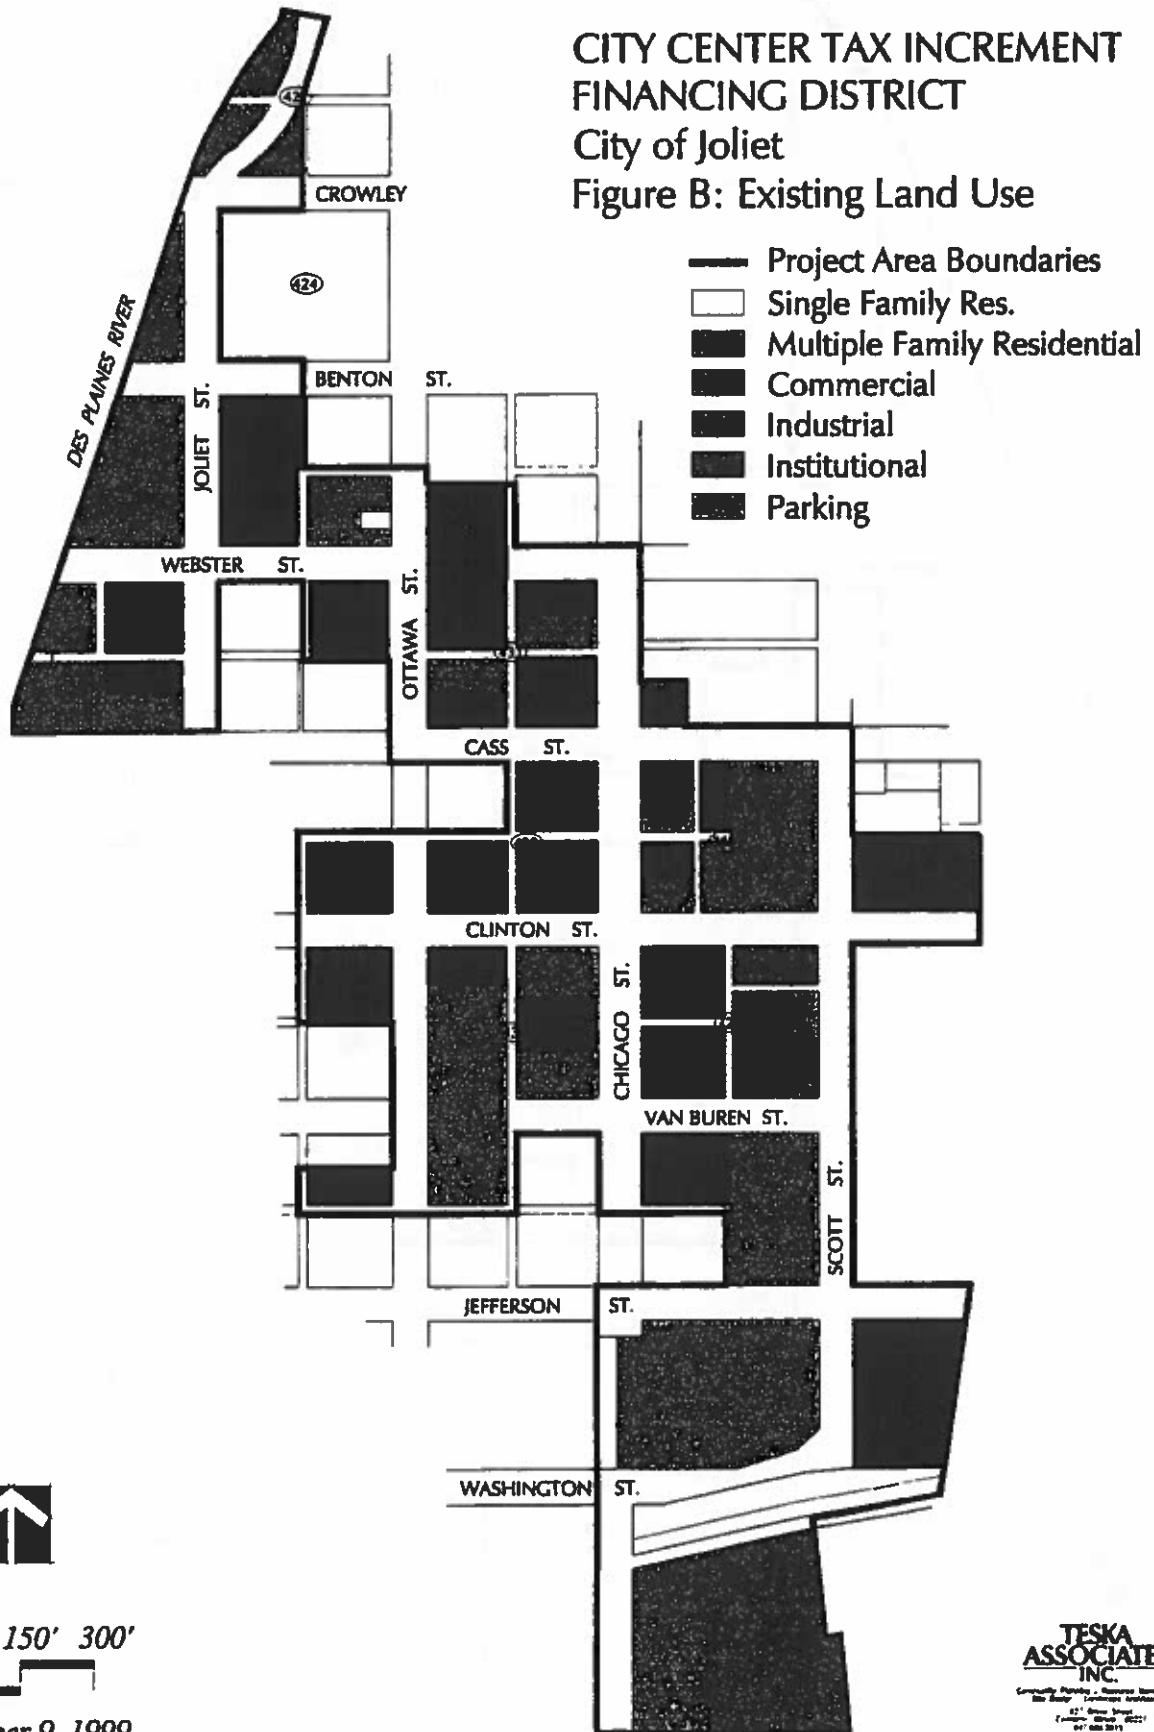 CITY CENTER TAX INCREMENT
FINANCING DISTRICT
City of Joliet
Figure B: Existing Land Use
Project Area Boundaries
Single Family Res.
Multiple Family Residential
Commercial
Industrial
Institutional
Parking
CROWLEY
424
DES PLAINES RIVER
BENTON ST.
JOLIET ST.
WEBSTER ST.
OTTAWA ST.
CASS ST.
CLINTON ST.
CHICAGO ST.
VAN BUREN ST.
SCOTT ST.
JEFFERSON ST.
WASHINGTON ST.
150' 300'
9, 1999
TESKA
ASSOCIATE
INC.